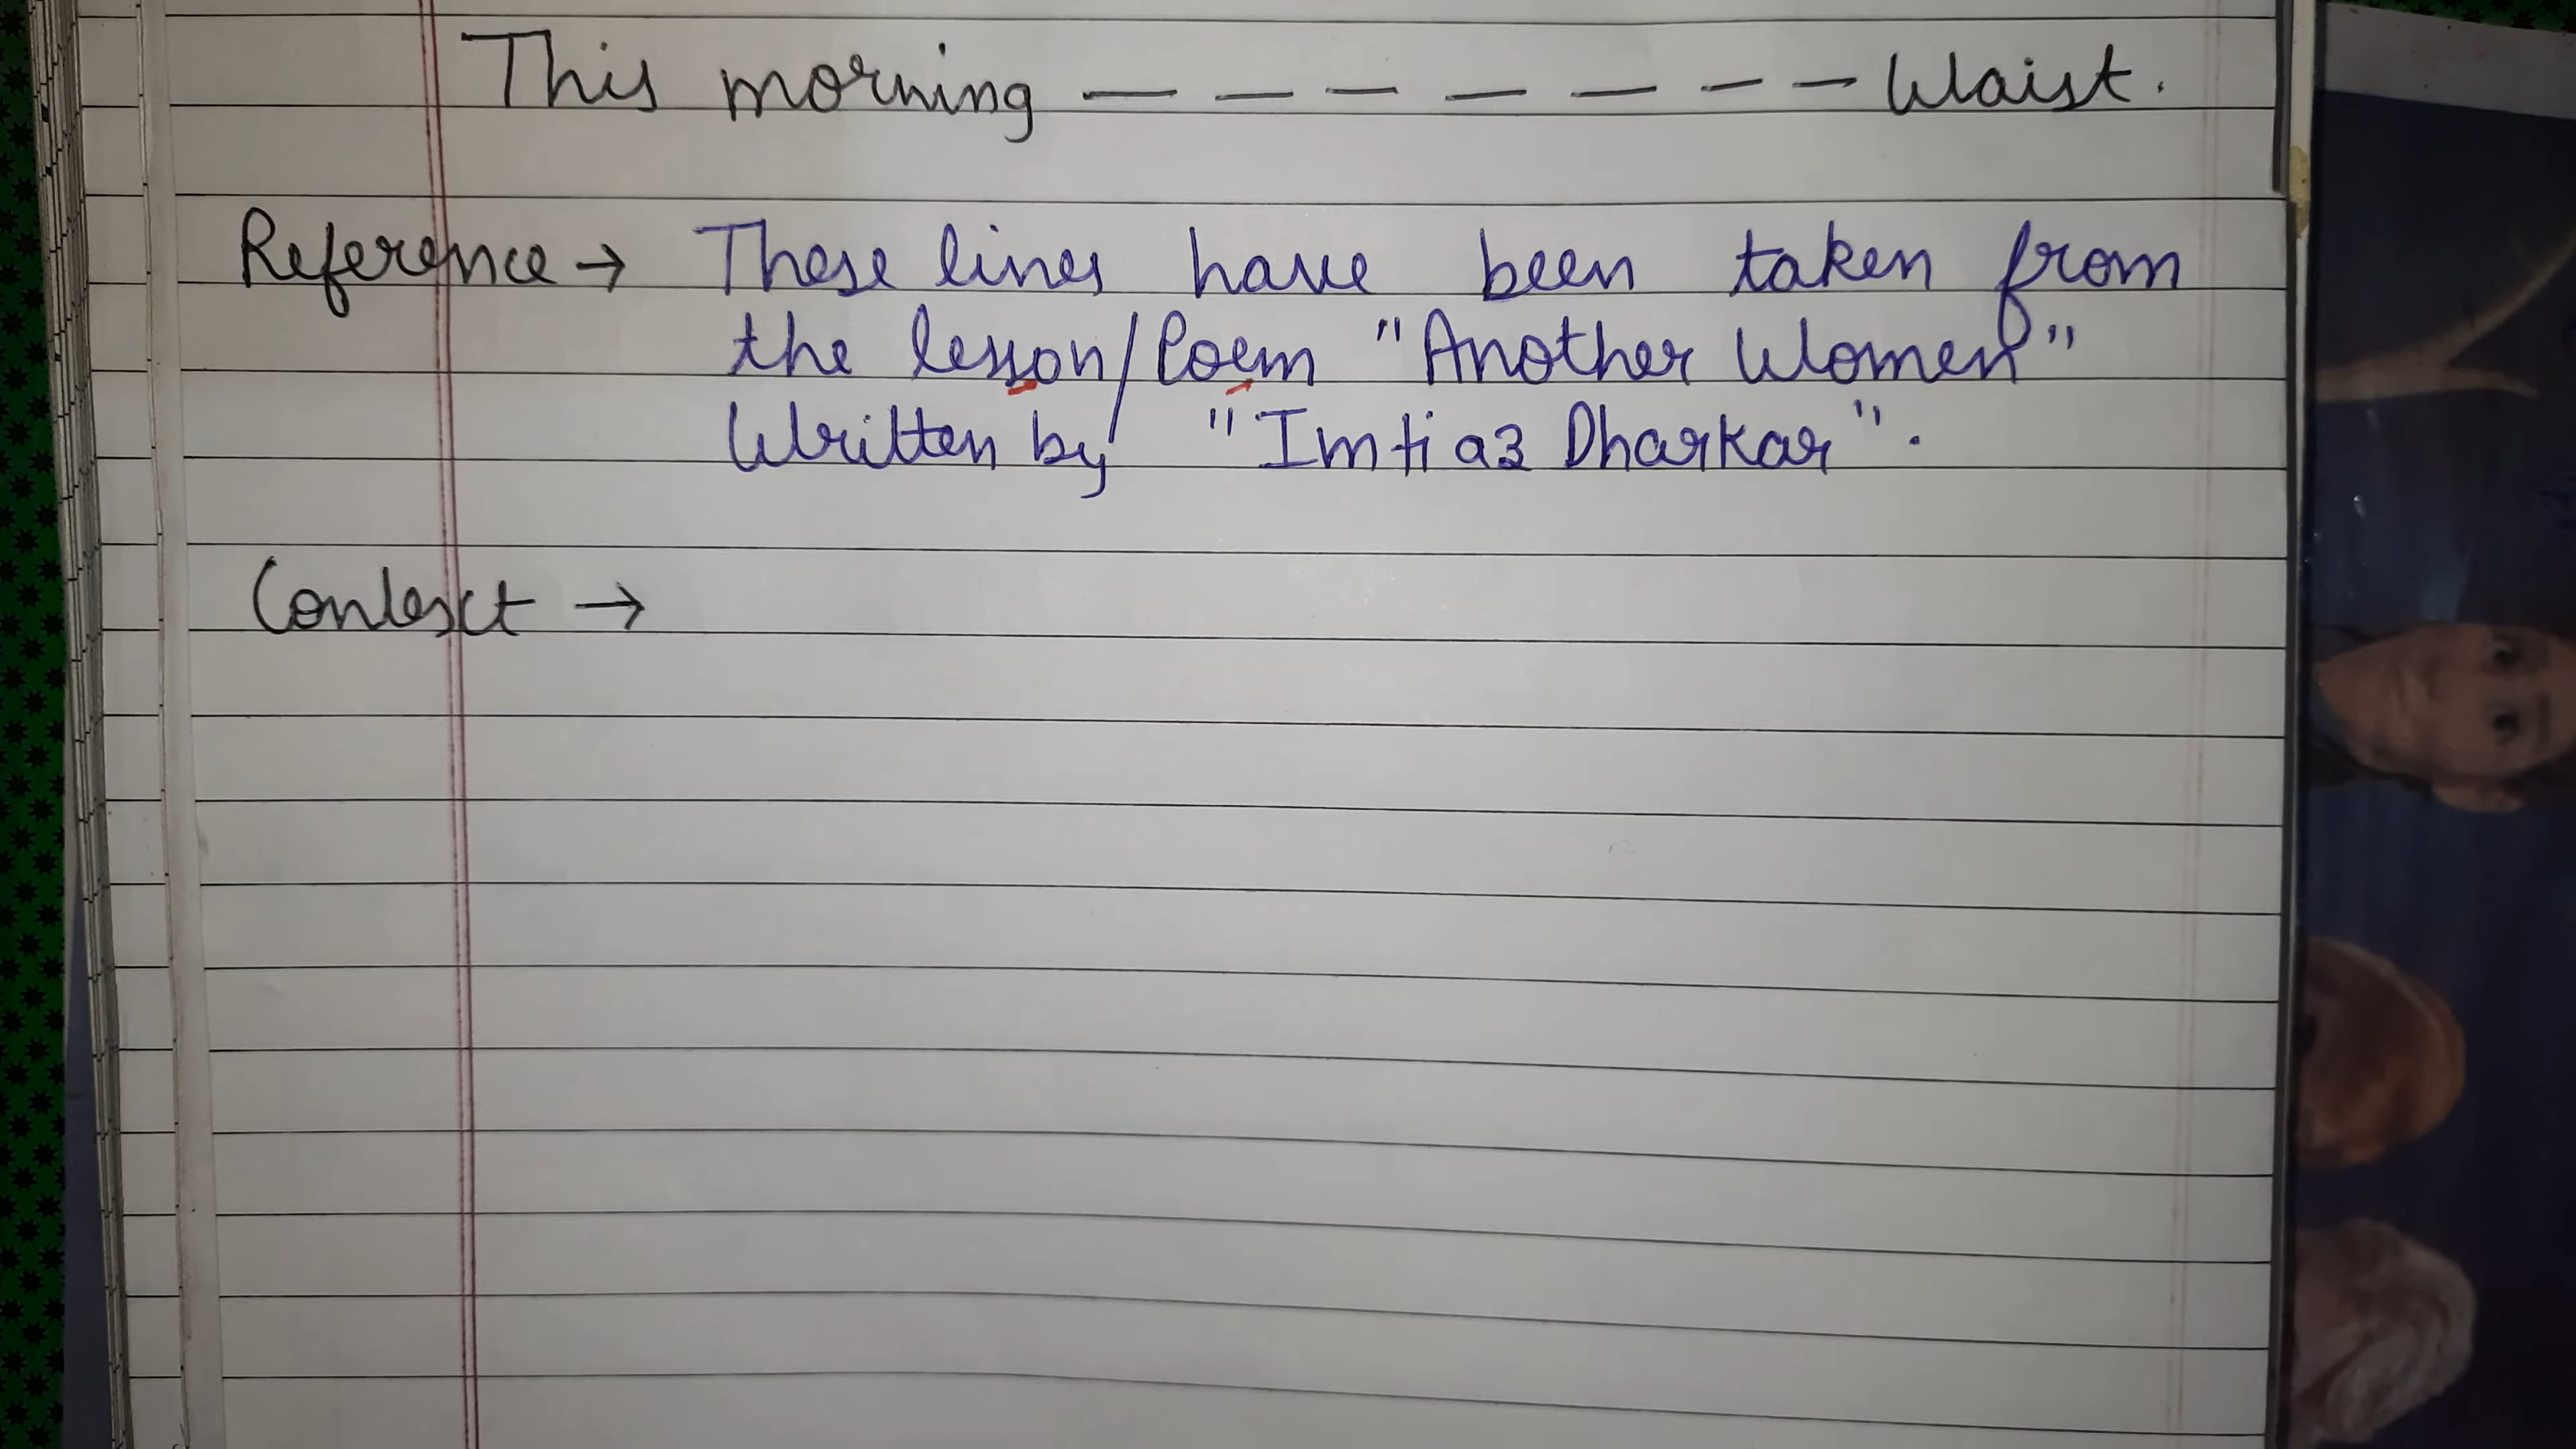 This morning — — — — — — — Waist.
Reference → These lines have been taken from
the lesson/Poem "Another Women"
Written by "Imtiaz Dharkar".
Context →